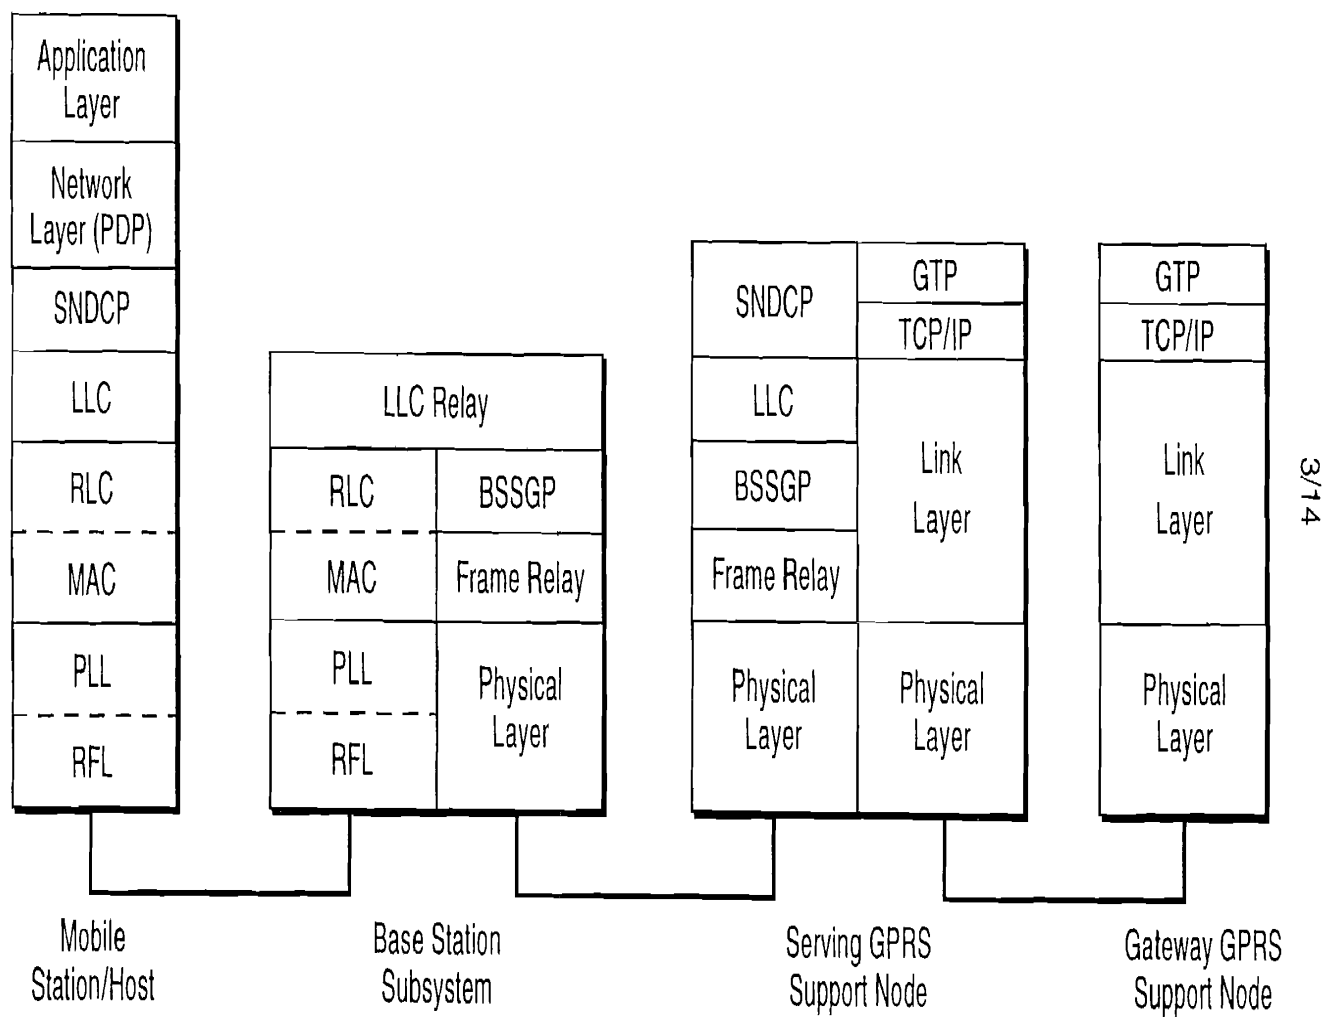 Application
Layer
Network
Layer (PDP)
SNDCP
LLC
RLC
MAC
PLL
RFL
Mobile
Station/Host
LLC Relay
RLC
BSSGP
MAC
Frame Relay
PLL
RFL
Physical
Layer
Base Station
Subsystem
SNDCP
LLC
BSSGP
Frame Relay
Physical
Layer
GTP
TCP/IP
Link
Layer
Physical
Layer
Serving GPRS
Support Node
GTP
TCP/IP
Link
Layer
Physical
Layer
Gateway GPRS
Support Node
3/14